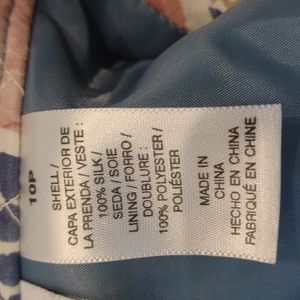 10P
SHELL /
CAPA EXTERIOR DE
LA PRENDA / VESTE :
100% SILK /
SEDA / SOIE
LINING / FORRO /
DOUBLURE :
100% POLYESTER /
POLIÉSTER
MADE IN
CHINA
HECHO EN CHINA
FABRIQUÉ EN CHINE